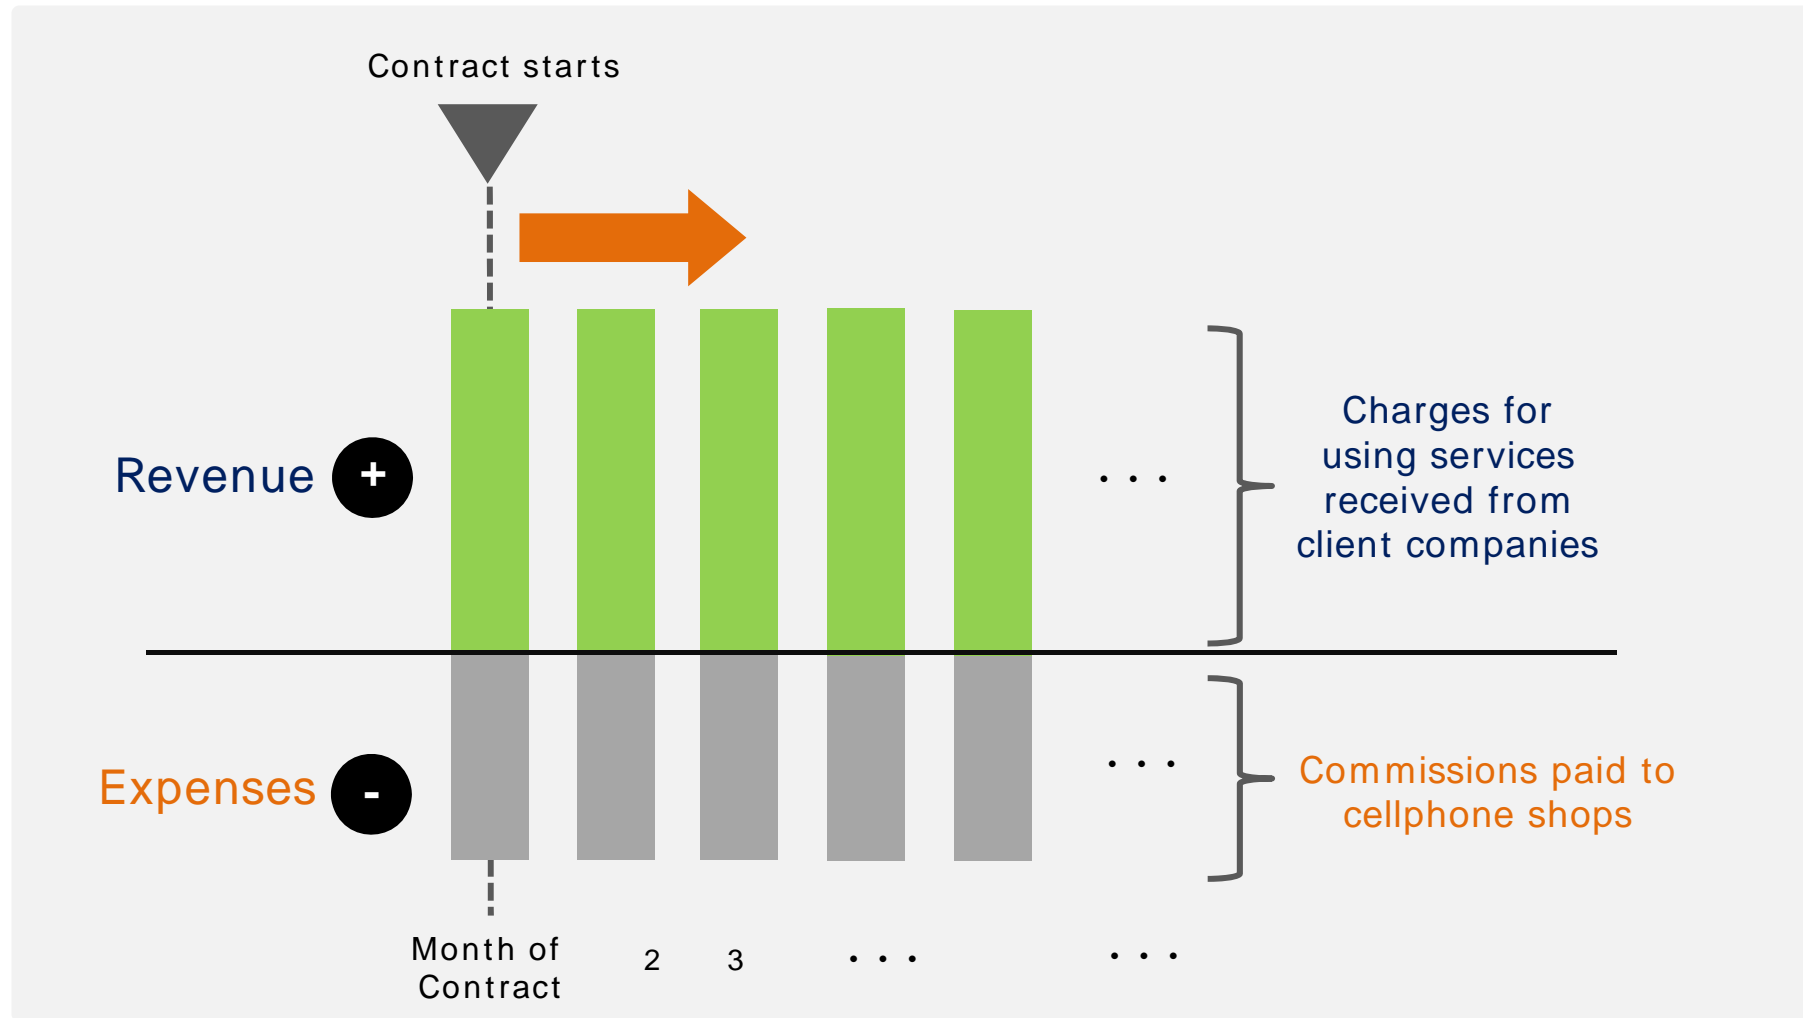 Contract starts
Revenue +
. . .
Charges for
using services
received from
client companies
Expenses -
. . .
Commissions paid to
cellphone shops
Month of
Contract
2 3 . . . . . .